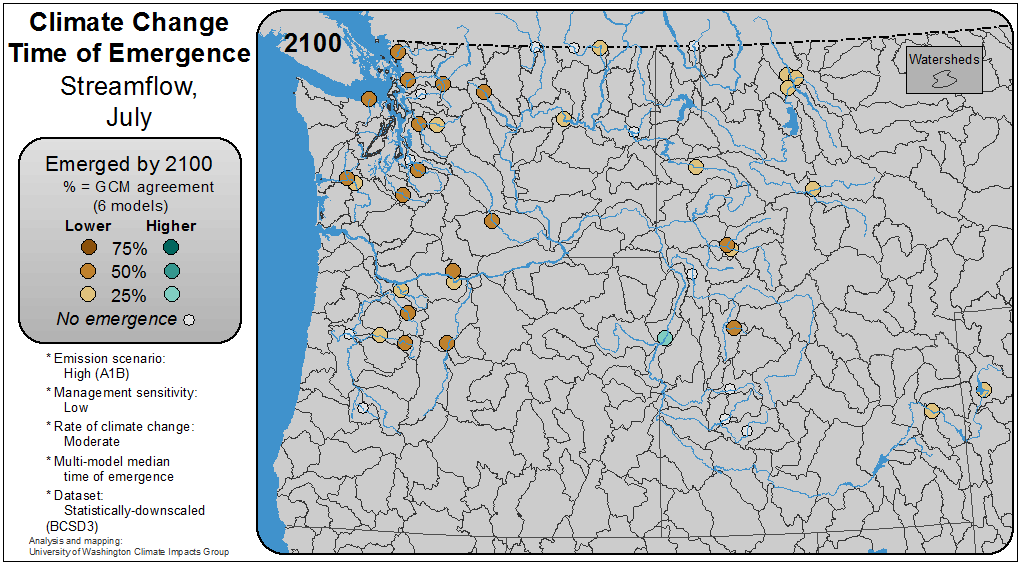 Climate Change
Time of Emergence
Streamflow,
July
Emerged by 2100
% = GCM agreement
(6 models)
Lower Higher
75%
50%
25%
No emergence
* Emission scenario:
High (A1B)
* Management sensitivity:
Low
* Rate of climate change:
Moderate
* Multi-model median
time of emergence
* Dataset:
Statistically-downscaled
(BCSD3)
Analysis and mapping:
University of Washington Climate Impacts Group
2100
Watersheds